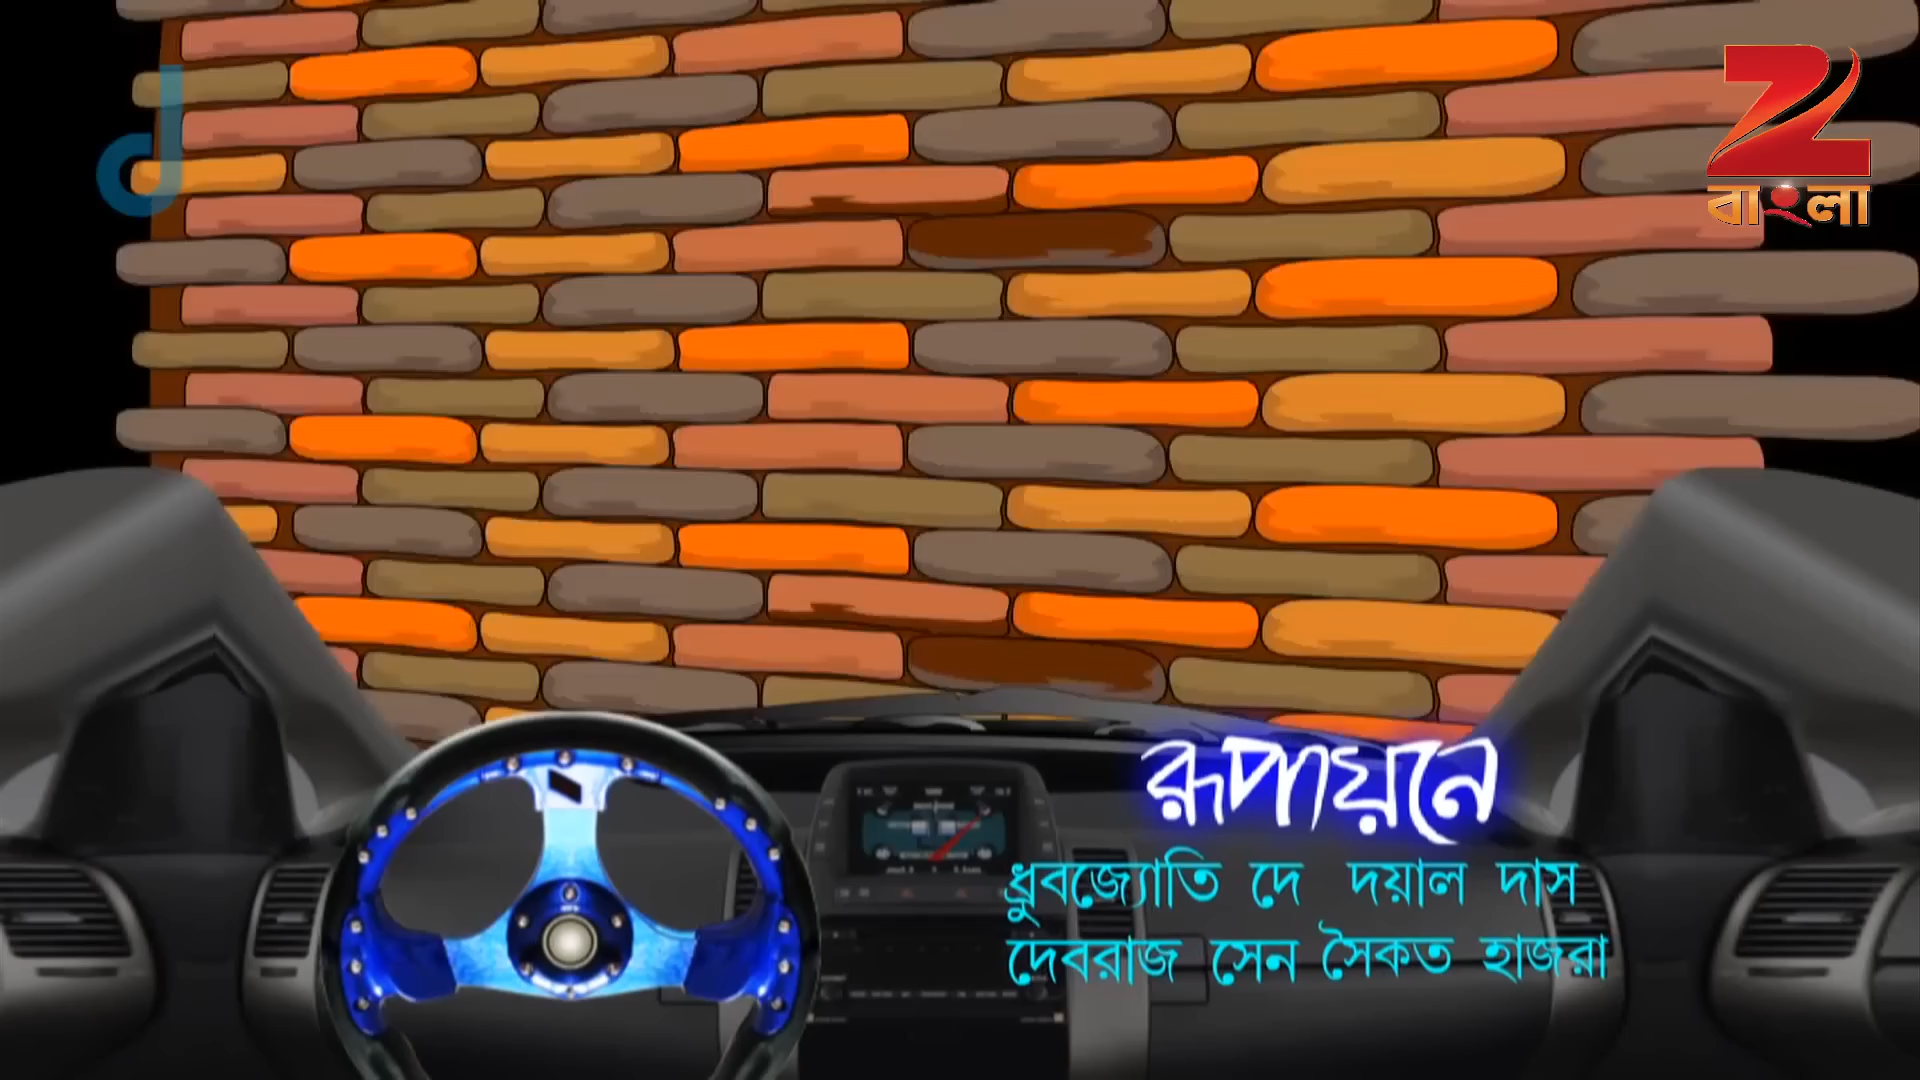 বাংলা
রূপায়নে
ধ্রুবজ্যোতি দে দয়াল দাস
দেবরাজ সেন সৈকত হাজরা